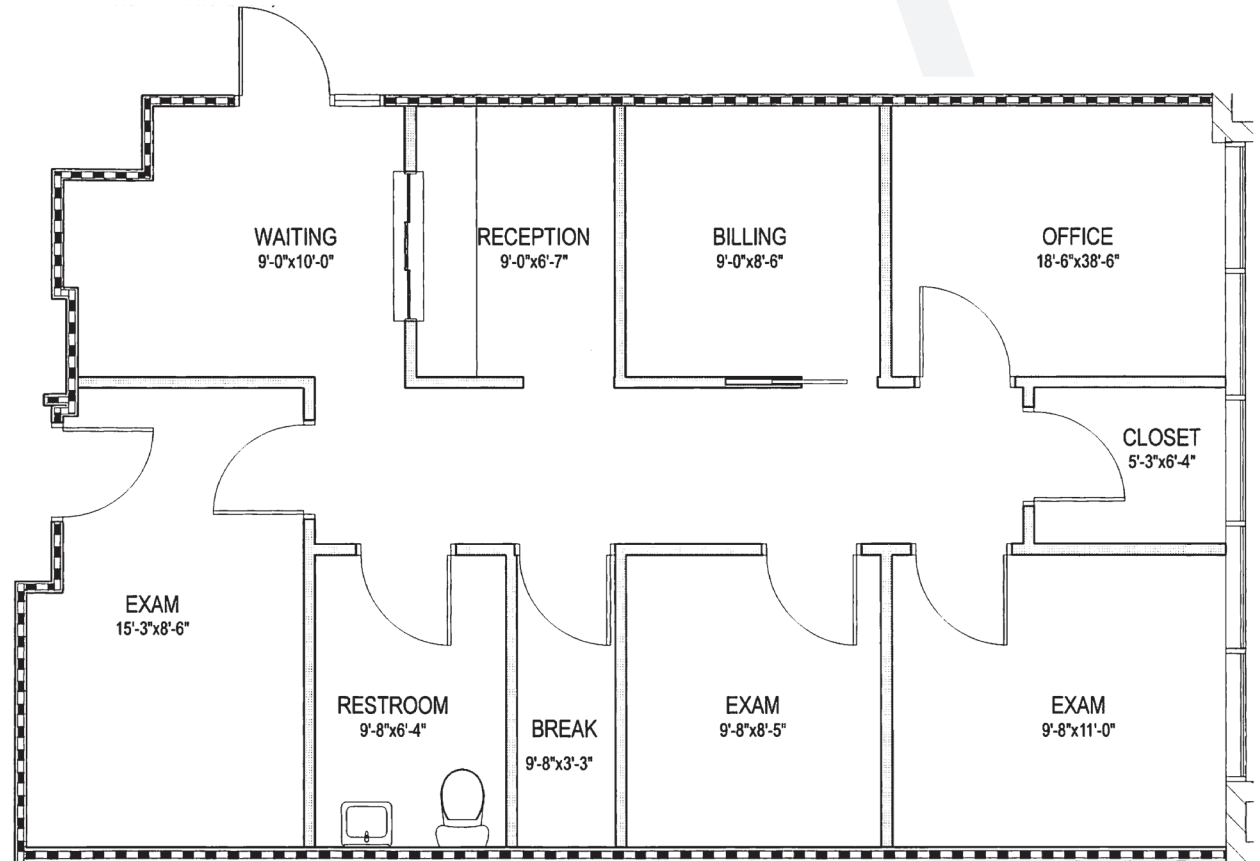 WAITING
9'-0"x10'-0"
RECEPTION
9'-0"x6'-7"
BILLING
9'-0"x8'-6"
OFFICE
18'-6"x38'-6"
CLOSET
5'-3"x6'-4"
EXAM
15'-3"x8'-6"
RESTROOM
9'-8"x6'-4"
BREAK
9'-8"x3'-3"
EXAM
9'-8"x8'-5"
EXAM
9'-8"x11'-0"